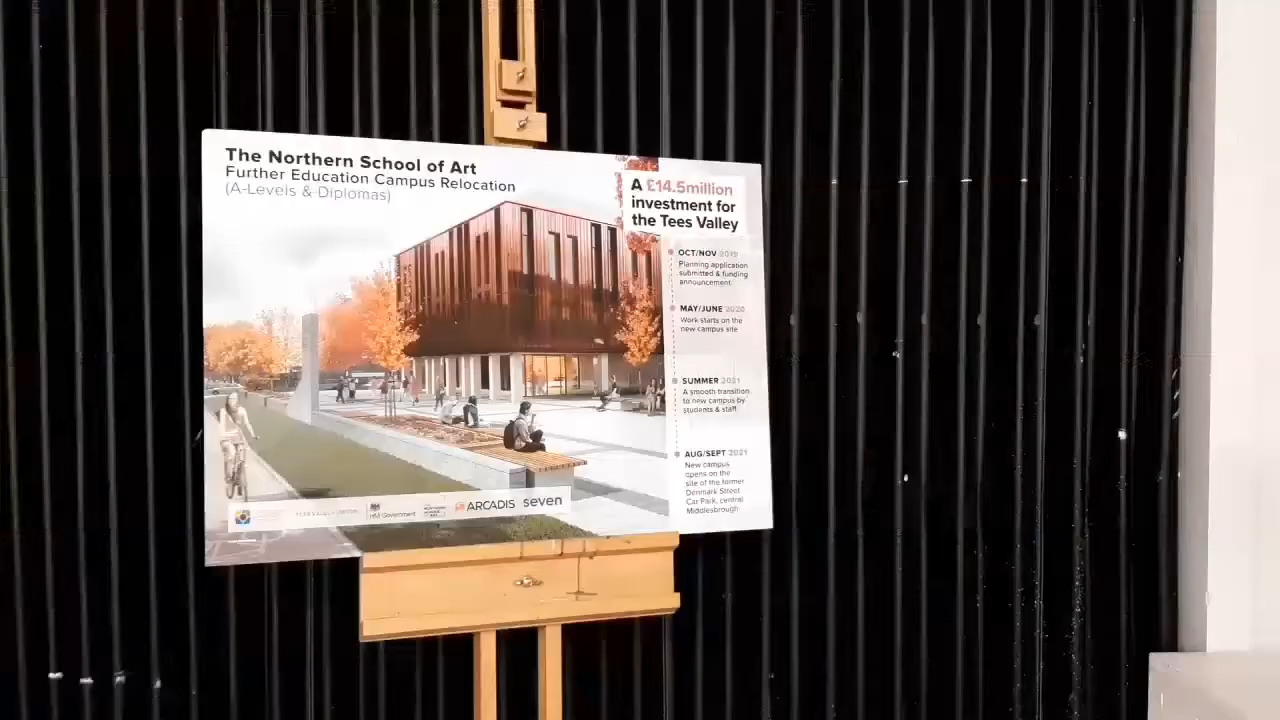 The Northern School of Art
Further Education Campus Relocation
(A-Levels & Diplomas)
A £14.5million
investment for
the Tees Valley
OCT/NOV 2019
Planning application
submitted & funding
announcement
MAY/JUNE 2020
Work starts on the
new campus site
SUMMER 2021
A smooth transition
to new campus by
students & staff
AUG/SEPT 2021
New campus
opens on the
site of the former
Denmark Street
Car Park, central
Middlesbrough
HM Government
ARCADIS
seven